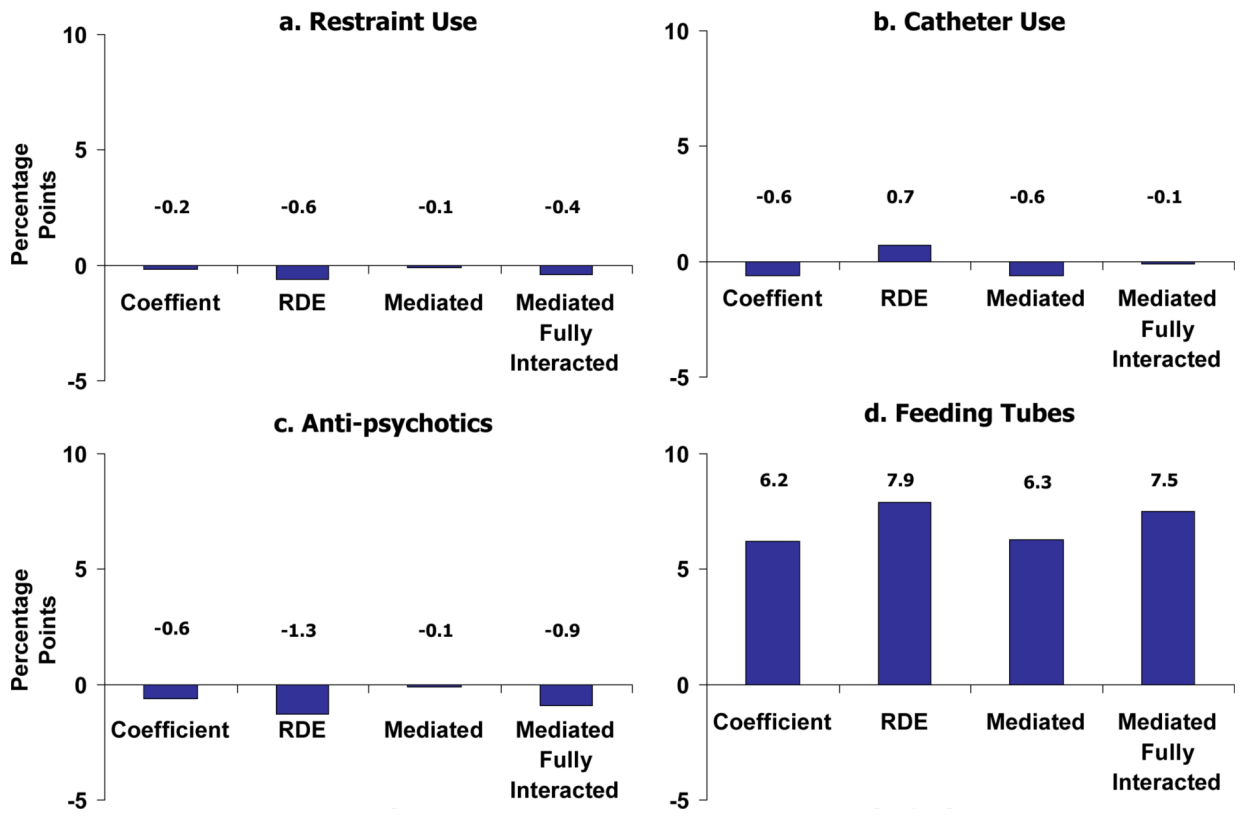 a. Restraint Use
10
5
0
-5
Percentage
Points
-0.2 -0.6 -0.1 -0.4
Coeffient RDE Mediated Mediated
Fully
Interacted
b. Catheter Use
10
5
0
-5
-0.6 0.7 -0.6 -0.1
Coeffient RDE Mediated Mediated
Fully
Interacted
c. Anti-psychotics
10
5
0
-5
Percentage
Points
-0.6 -1.3 -0.1 -0.9
Coefficient RDE Mediated Mediated
Fully
Interacted
d. Feeding Tubes
10
5
0
-5
6.2 7.9 6.3 7.5
Coefficient RDE Mediated Mediated
Fully
Interacted